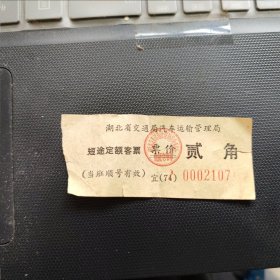 湖北省交通局汽车运输管理局
短途定额客票 票价 贰角
(当班顺号有效) 宜(74) 0002107